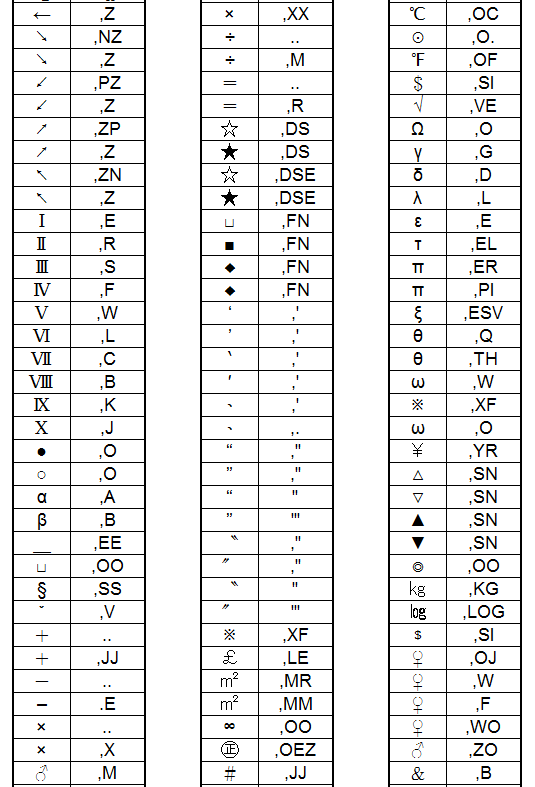 ← ,Z
↘ ,NZ
↘ ,Z
↙ ,PZ
↙ ,Z
↗ ,ZP
↗ ,Z
↖ ,ZN
↖ ,Z
Ⅰ ,E
Ⅱ ,R
Ⅲ ,S
Ⅳ ,F
Ⅴ ,W
Ⅵ ,L
Ⅶ ,C
Ⅷ ,B
Ⅸ ,K
Ⅹ ,J
● ,O
○ ,O
α ,A
β ,B
__ ,EE
␣ ,OO
§ ,SS
ˇ ,V
＋ ..
＋ ,JJ
－ ..
– .E
× ..
× ,X
♂ ,M
× ,XX
÷ ..
÷ ,M
＝ ..
＝ ,R
☆ ,DS
★ ,DS
☆ ,DSE
★ ,DSE
␣ ,FN
■ ,FN
◆ ,FN
◆ ,FN
‘ ,'
’ ,'
‵ ,'
′ ,'
、 ,'
、 ,.
“ ,"
” ,"
“ "
” '"
〝 ,"
〞 ,"
〝 "
〞 '"
※ ,XF
￡ ,LE
m² ,MR
m² ,MM
∞ ,OO
㊣ ,OEZ
＃ ,JJ
℃ ,OC
⊙ ,O.
℉ ,OF
＄ ,SI
√ ,VE
Ω ,O
γ ,G
δ ,D
λ ,L
ε ,E
τ ,EL
π ,ER
π ,PI
ξ ,ESV
θ ,Q
θ ,TH
ω ,W
※ ,XF
ω ,O
￥ ,YR
△ ,SN
▽ ,SN
▲ ,SN
▼ ,SN
◎ ,OO
㎏ ,KG
㏒ ,LOG
﹩ ,SI
♀ ,OJ
♀ ,W
♀ ,F
♀ ,WO
♂ ,ZO
＆ ,B